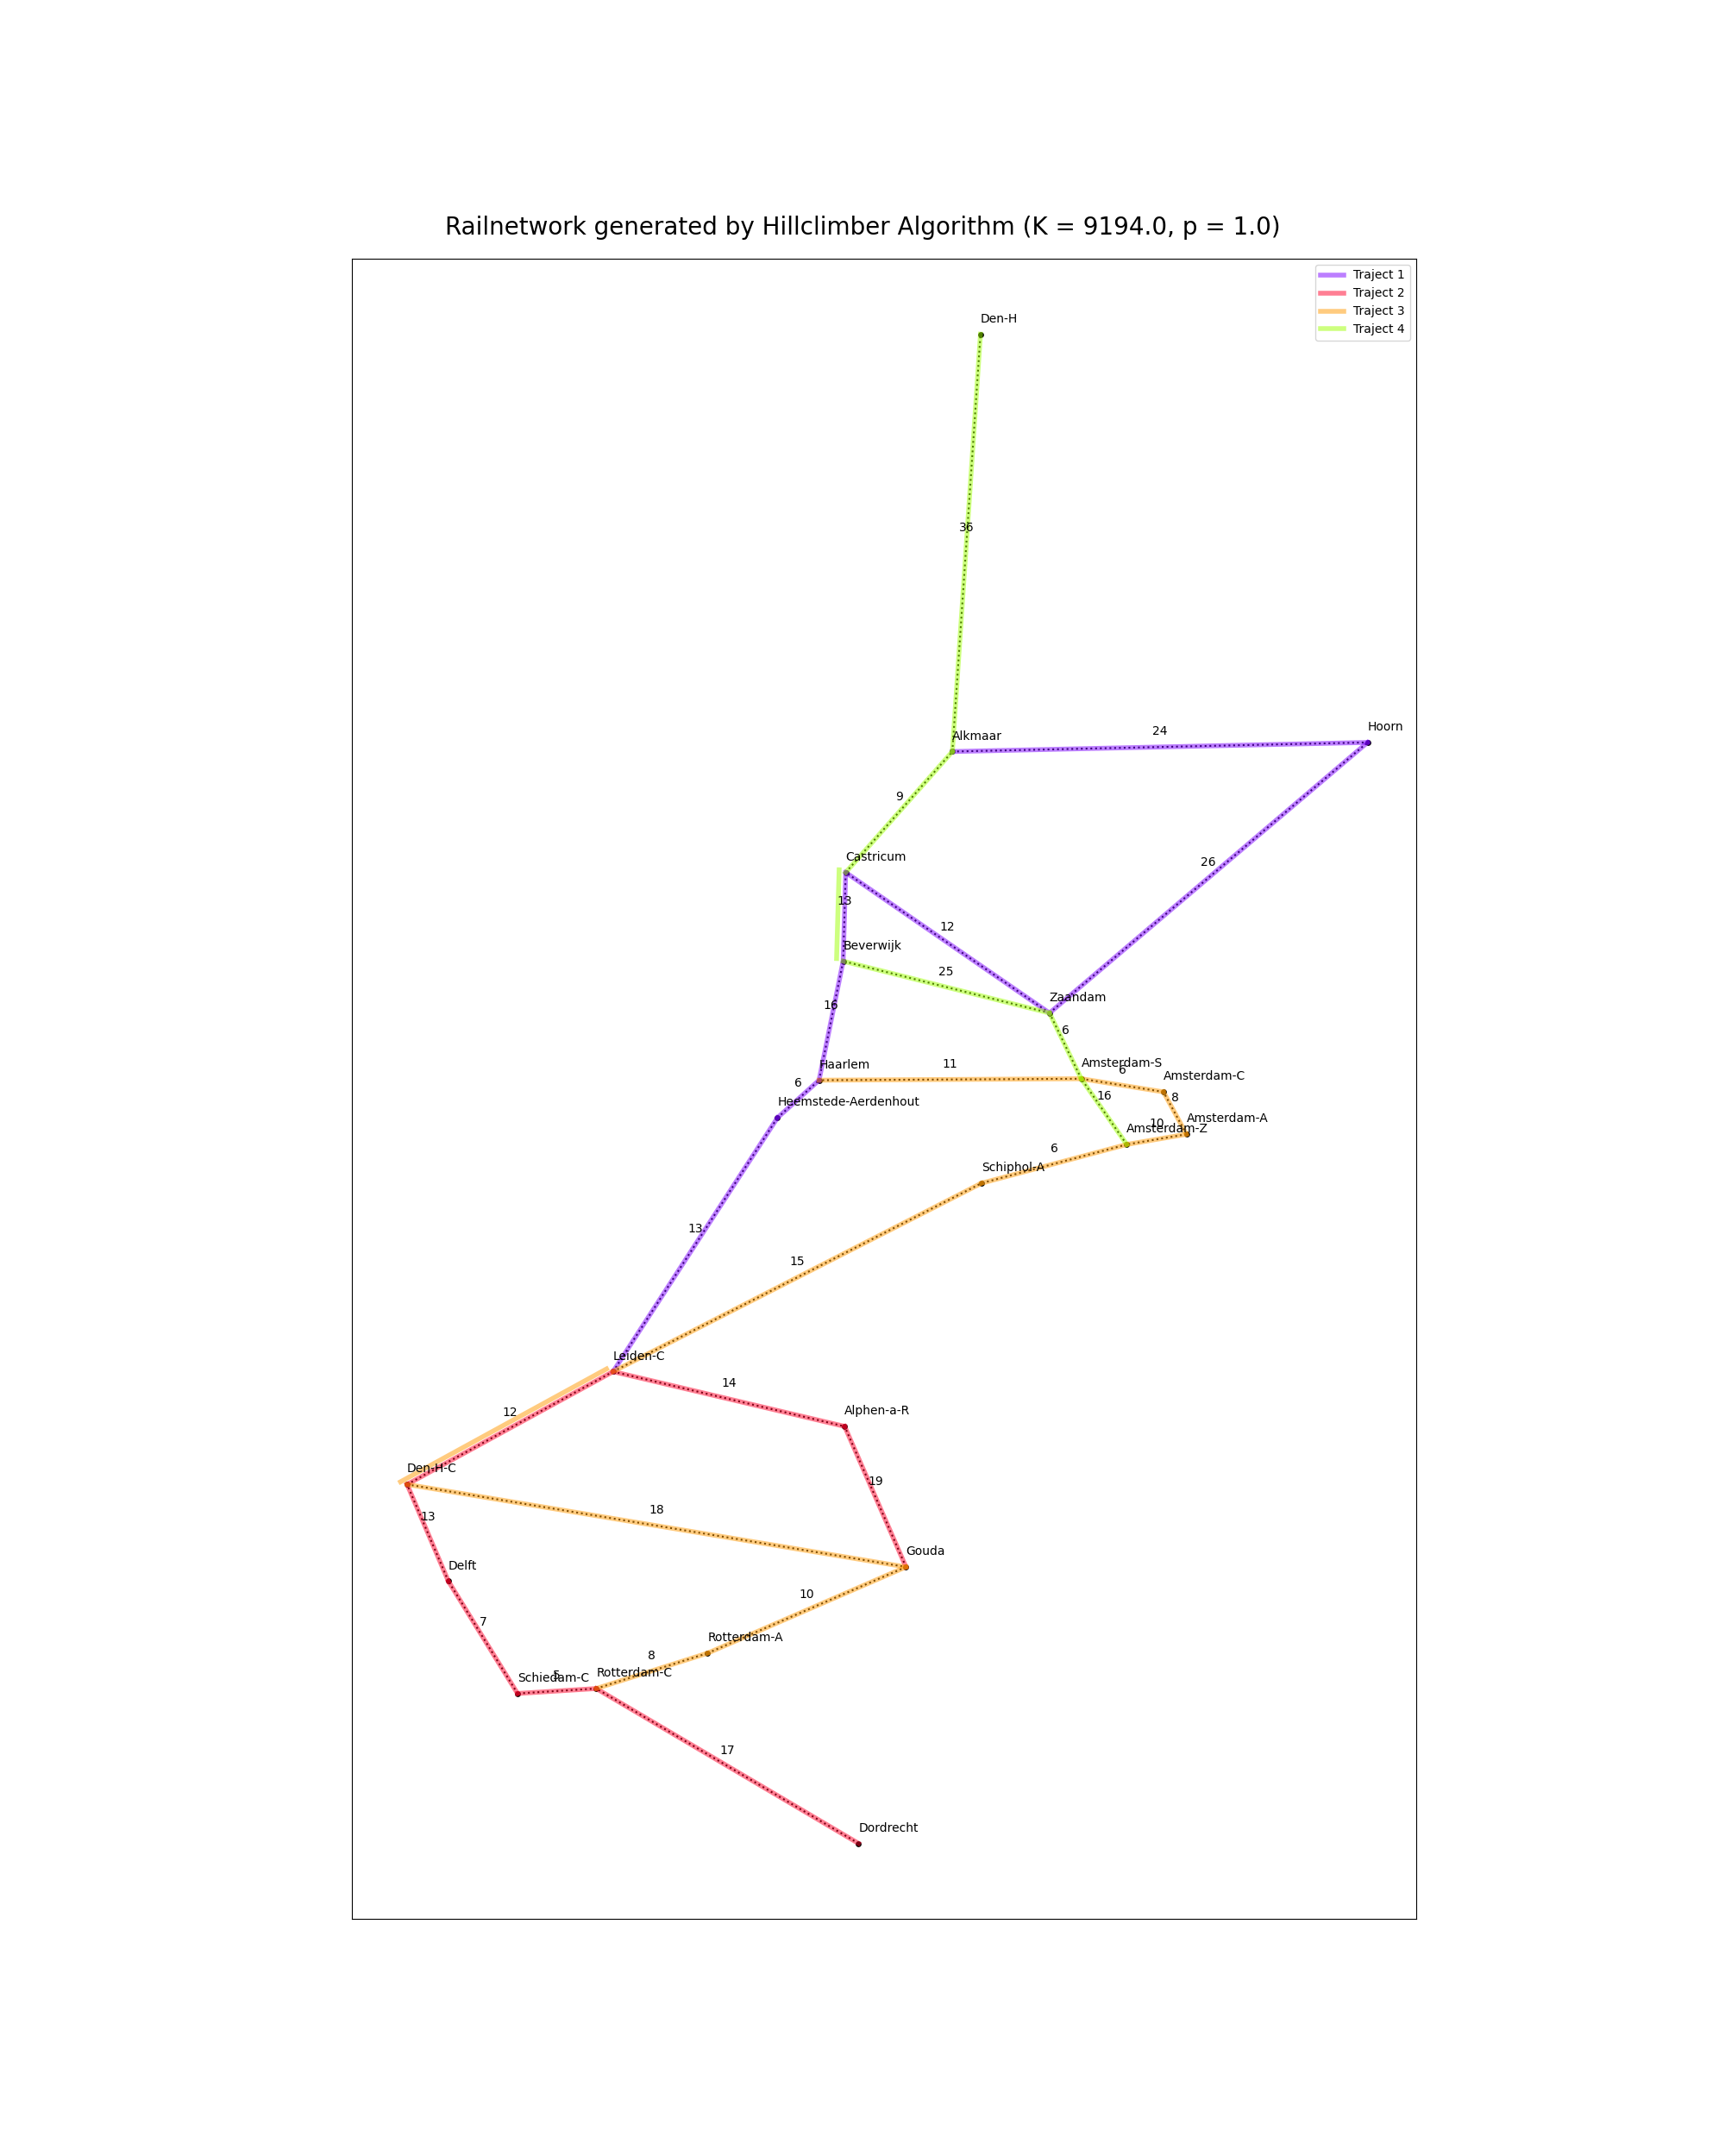 Railnetwork generated by Hillclimber Algorithm (K = 9194.0, p = 1.0)
Traject 1
Traject 2
Traject 3
Traject 4
Den-H
36
Hoorn
24
Alkmaar
9
Castricum
26
13
12
Beverwijk
25
Zaandam
16
6
Haarlem
11
Amsterdam-S
6
Amsterdam-C
6
Heemstede-Aerdenhout
16
8
Amsterdam-A
10
Amsterdam-Z
6
Schiphol-A
13
15
Leiden-C
14
12
Alphen-a-R
Den-H-C
19
18
13
Gouda
Delft
10
7
Rotterdam-A
8
Schiedam-C
5
Rotterdam-C
17
Dordrecht